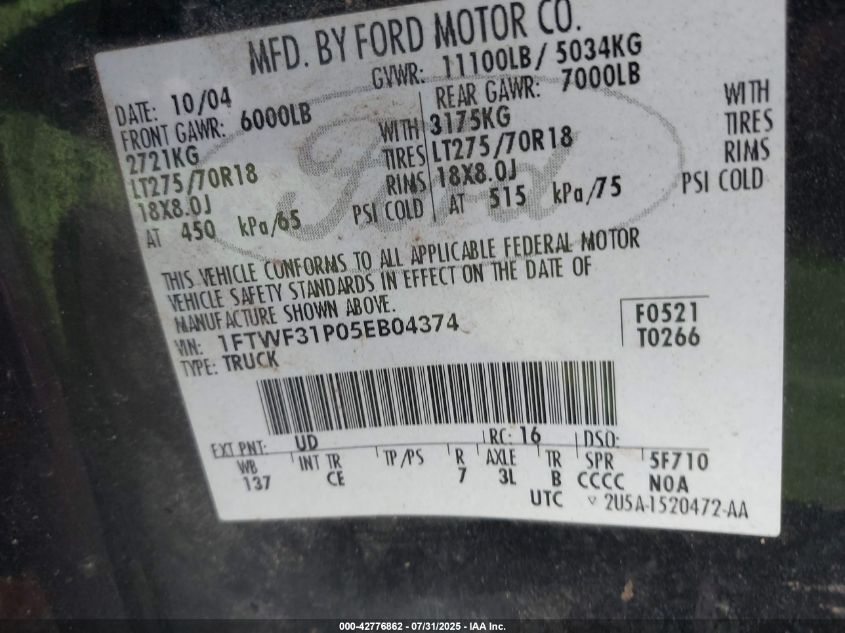 MFD. BY FORD MOTOR CO.
DATE: 10/04 GVWR: 11100LB/ 5034KG
FRONT GAWR: 6000LB REAR GAWR: 7000LB
2721KG WITH 3175KG WITH
LT275/70R18 TIRES LT275/70R18 TIRES
18X8.0J RIMS 18X8.0J RIMS
AT 450 kPa/65 PSI COLD AT 515 kPa/75 PSI COLD
Ford
THIS VEHICLE CONFORMS TO ALL APPLICABLE FEDERAL MOTOR
VEHICLE SAFETY STANDARDS IN EFFECT ON THE DATE OF
MANUFACTURE SHOWN ABOVE.
VIN: 1FTWF31P05EB04374
TYPE: TRUCK
F0521
T0266
EXT PNT: UD RC: 16 DSO:
WB INT TR TP/PS R AXLE TR SPR 5F710
137 CE 7 3L B CCCC N0A
UTC ▽ 2U5A-1520472-AA
000-42776862 - 07/31/2025 - IAA Inc.